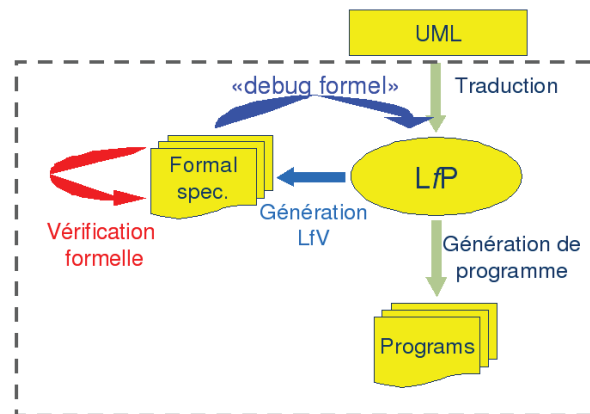 UML
Traduction
«debug formel»
Formal
spec.
LfP
Génération
LfV
Vérification
formelle
Génération de
programme
Programs